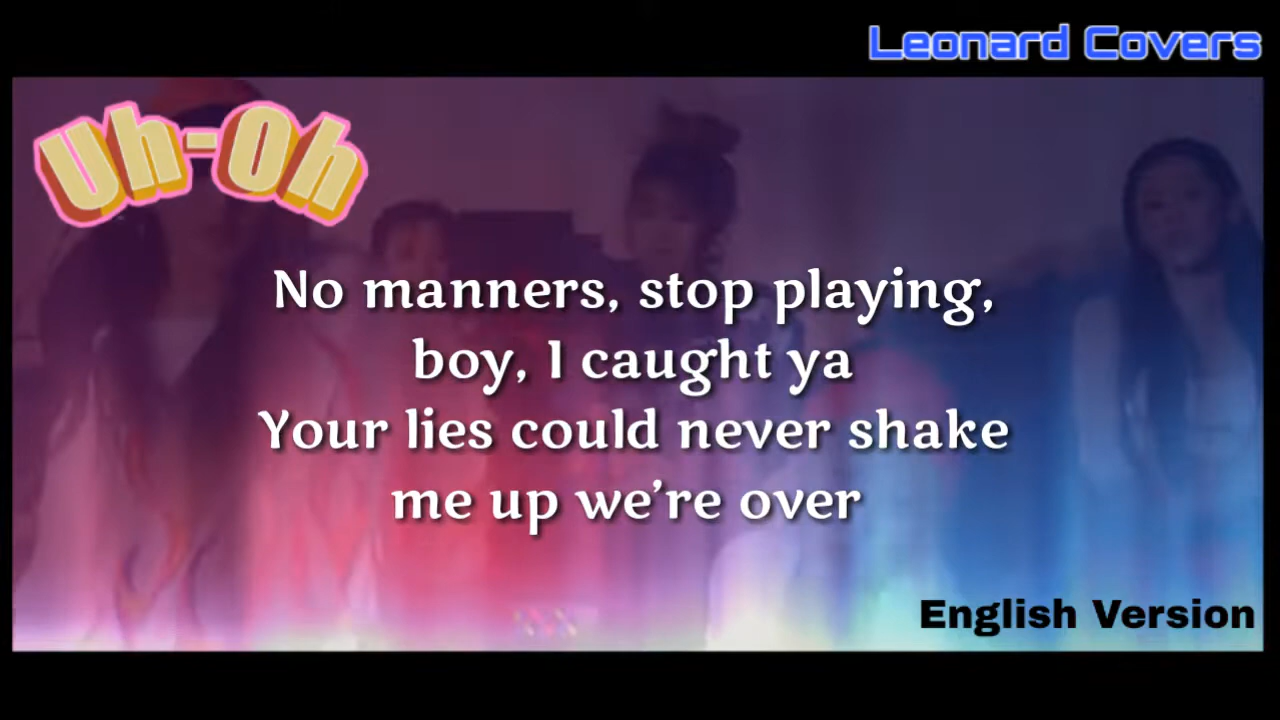 Leonard Covers
Uh-Oh
No manners, stop playing,
boy, I caught ya
Your lies could never shake
me up we're over
English Version